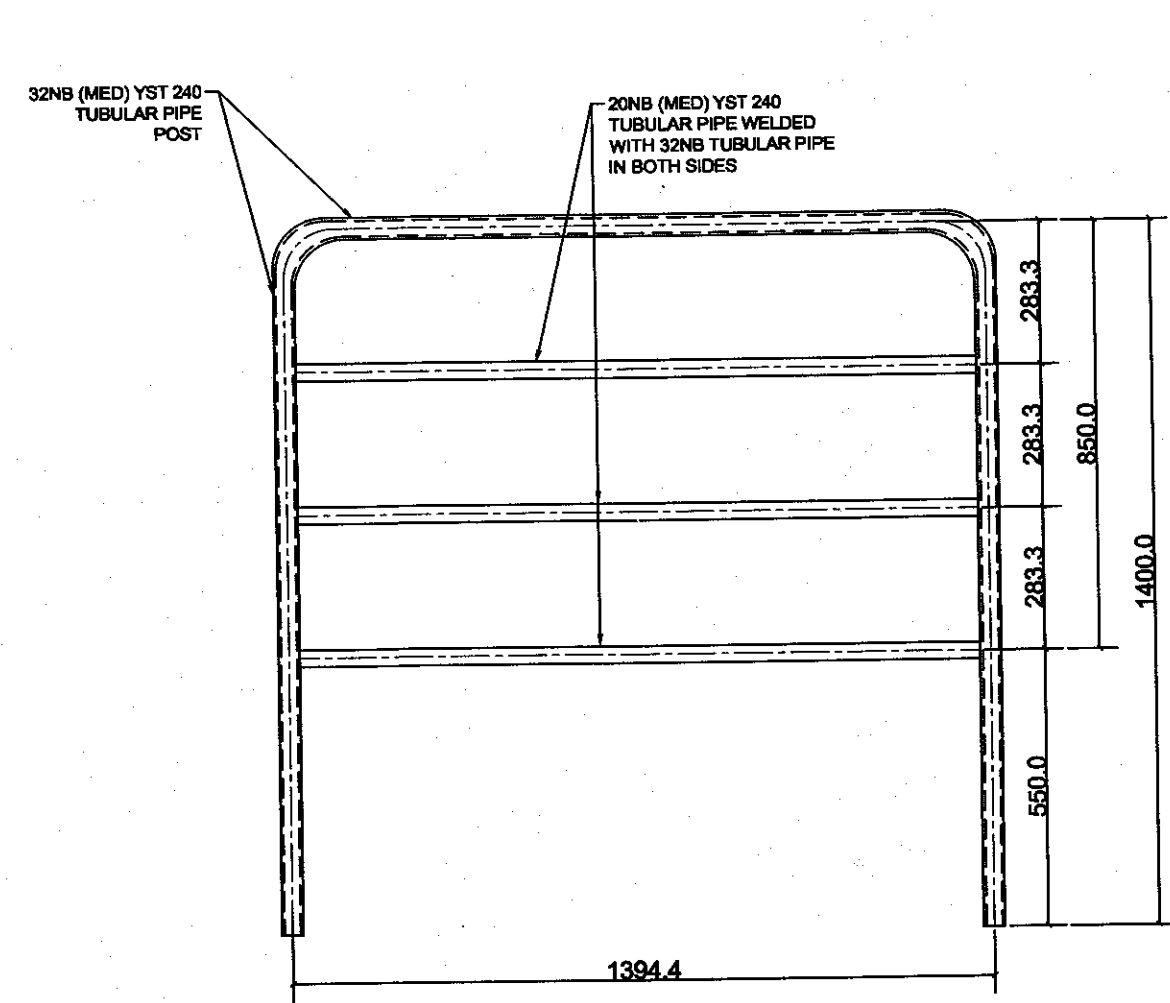 32NB (MED) YST 240
TUBULAR PIPE
POST
20NB (MED) YST 240
TUBULAR PIPE WELDED
WITH 32NB TUBULAR PIPE
IN BOTH SIDES
283.3
283.3
850.0
283.3
1400.0
550.0
1394.4